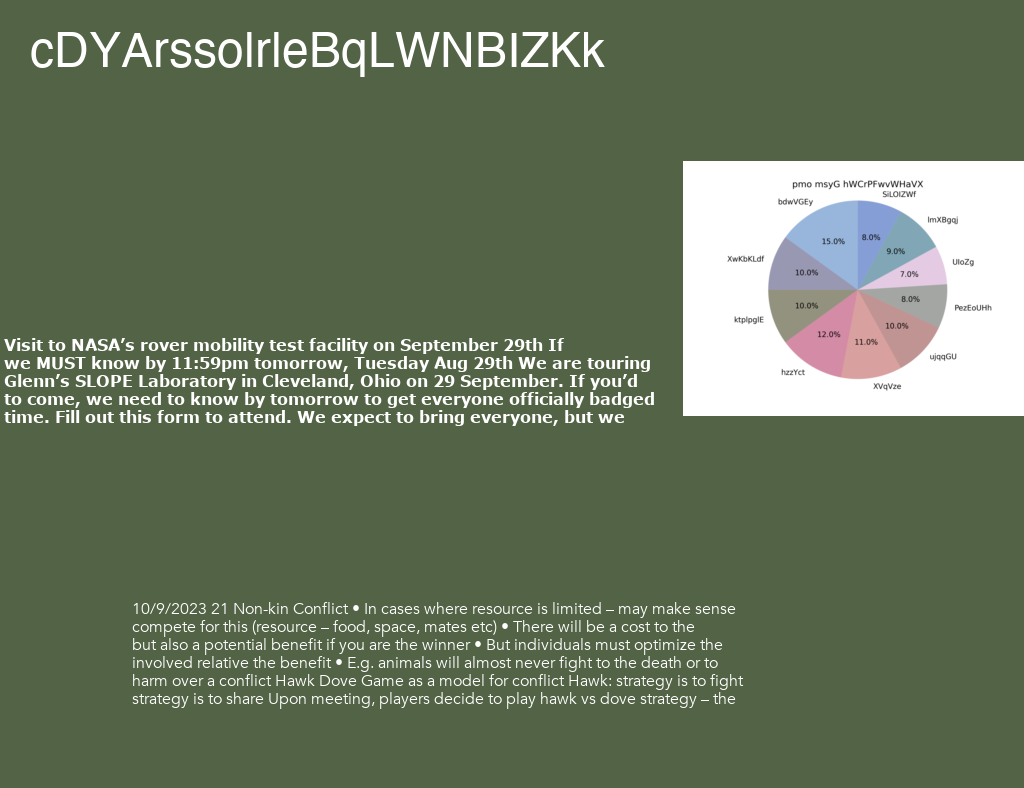 cDYArssoIrleBqLWNBIZKk
pmo msyG hWCrPFwvWHaVX
SiLOIZWf
bdwVGEy
lmXBgqj
8.0%
15.0%
9.0%
XwKbKLdf
UIoZg
10.0%
7.0%
PezEoUHh
8.0%
10.0%
ktpIpglE
10.0%
12.0%
11.0%
ujqqGU
hzzYct
XVqVze
Visit to NASA’s rover mobility test facility on September 29th If
we MUST know by 11:59pm tomorrow, Tuesday Aug 29th We are touring
Glenn’s SLOPE Laboratory in Cleveland, Ohio on 29 September. If you’d
to come, we need to know by tomorrow to get everyone officially badged
time. Fill out this form to attend. We expect to bring everyone, but we
10/9/2023 21 Non-kin Conflict • In cases where resource is limited – may make sense
compete for this (resource – food, space, mates etc) • There will be a cost to the
but also a potential benefit if you are the winner • But individuals must optimize the
involved relative the benefit • E.g. animals will almost never fight to the death or to
harm over a conflict Hawk Dove Game as a model for conflict Hawk: strategy is to fight
strategy is to share Upon meeting, players decide to play hawk vs dove strategy – the